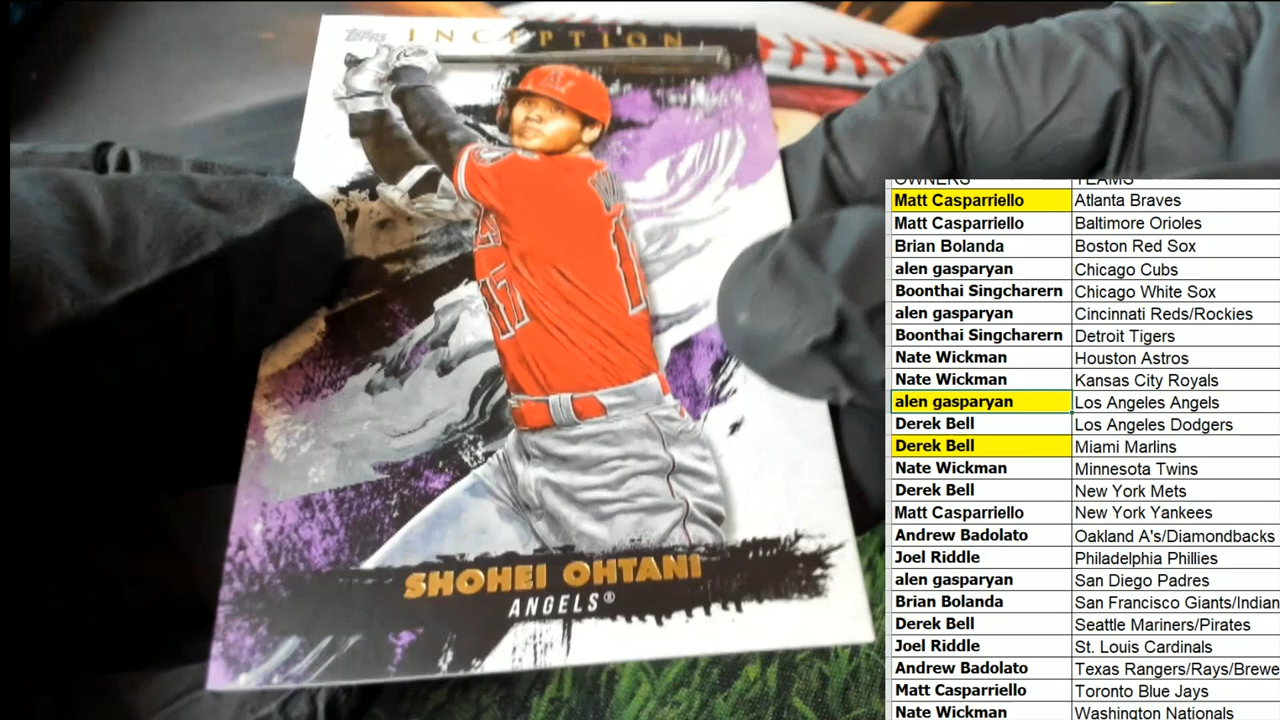 TOPPS INCEPTION
17
SHOHEI OHTANI
ANGELS®
OWNERS TEAMS
Matt Casparriello Atlanta Braves
Matt Casparriello Baltimore Orioles
Brian Bolanda Boston Red Sox
alen gasparyan Chicago Cubs
Boonthai Singcharern Chicago White Sox
alen gasparyan Cincinnati Reds/Rockies
Boonthai Singcharern Detroit Tigers
Nate Wickman Houston Astros
Nate Wickman Kansas City Royals
alen gasparyan Los Angeles Angels
Derek Bell Los Angeles Dodgers
Derek Bell Miami Marlins
Nate Wickman Minnesota Twins
Derek Bell New York Mets
Matt Casparriello New York Yankees
Andrew Badolato Oakland A's/Diamondbacks
Joel Riddle Philadelphia Phillies
alen gasparyan San Diego Padres
Brian Bolanda San Francisco Giants/Indian
Derek Bell Seattle Mariners/Pirates
Joel Riddle St. Louis Cardinals
Andrew Badolato Texas Rangers/Rays/Brewe
Matt Casparriello Toronto Blue Jays
Nate Wickman Washington Nationals